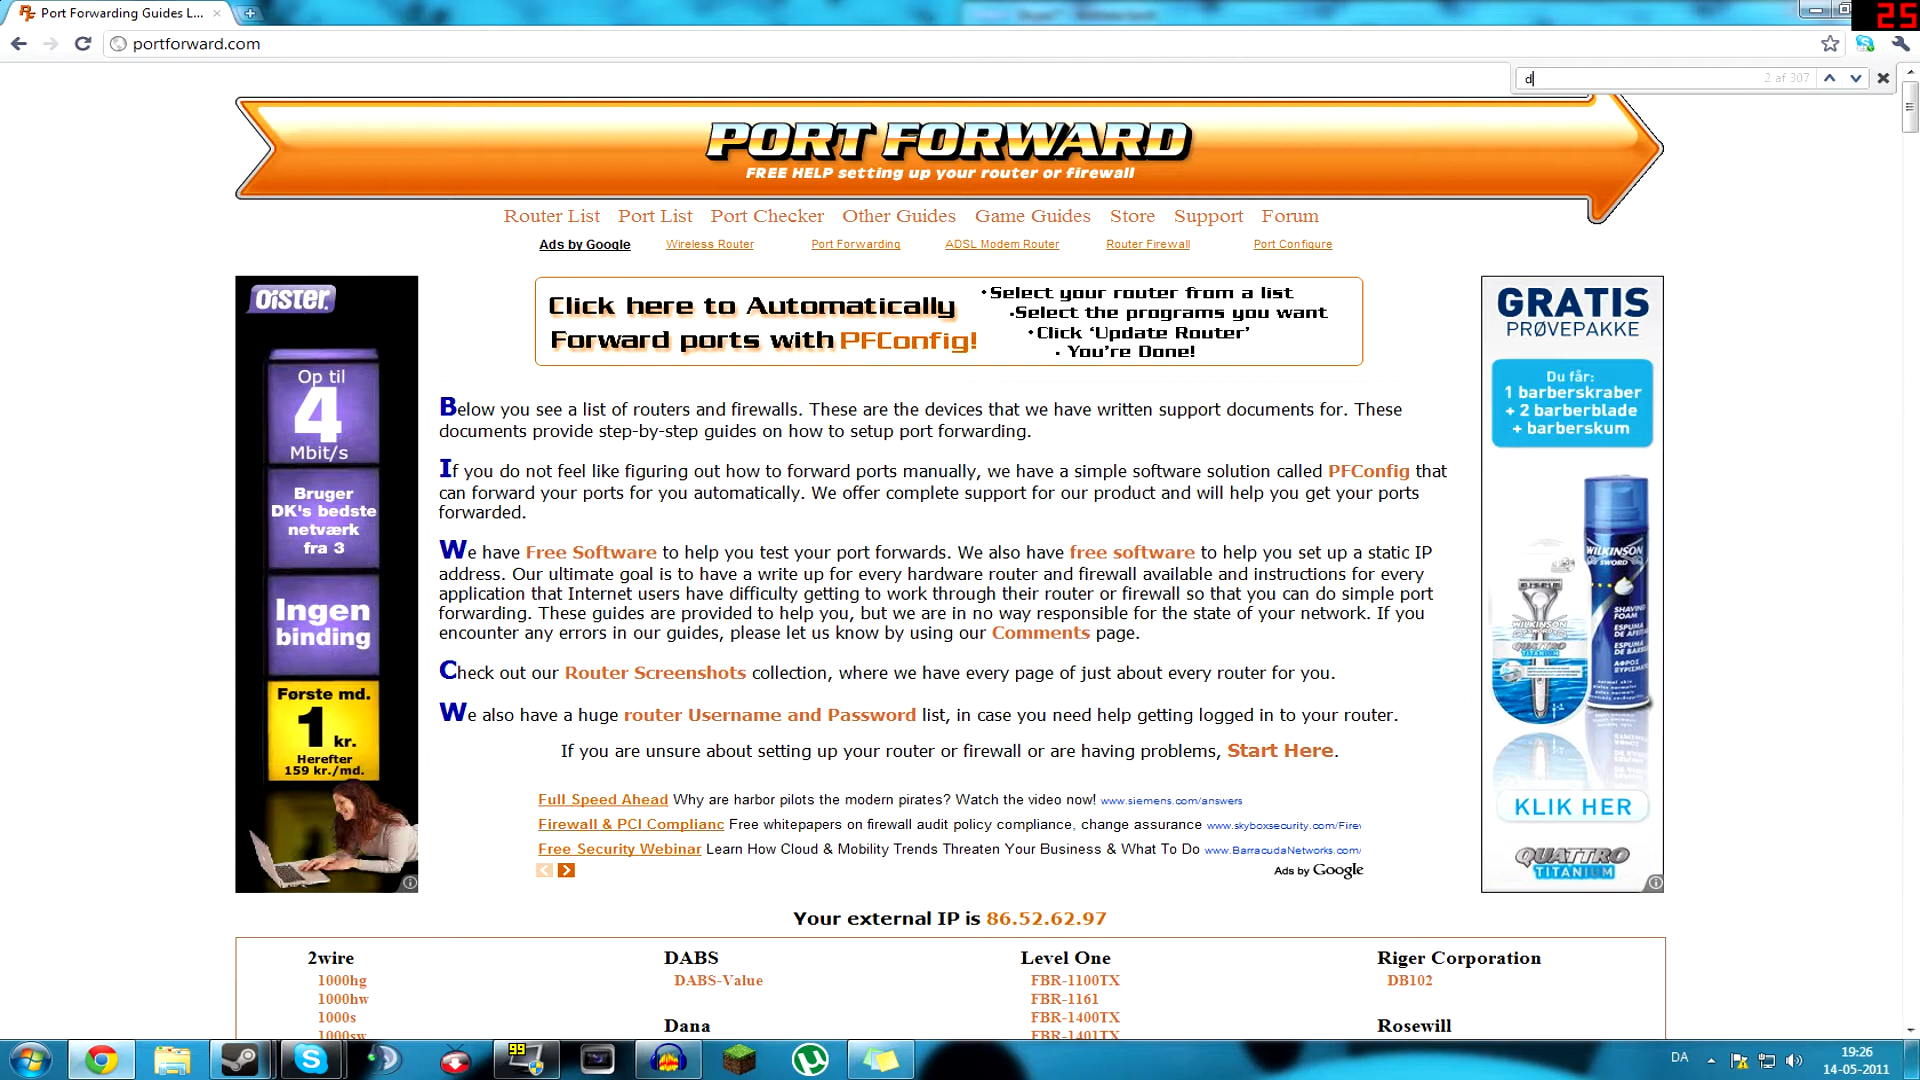 Port Forwarding Guides L...
25
portforward.com
d
2 af 307
PORT FORWARD
FREE HELP setting up your router or firewall
Router List Port List Port Checker Other Guides Game Guides Store Support Forum
Ads by Google Wireless Router Port Forwarding ADSL Modem Router Router Firewall Port Configure
Oister.
Op til
4
Mbit/s
Bruger
DK's bedste
netværk
fra 3
Ingen
binding
Første md.
1 kr.
Herefter
159 kr./md.
Click here to Automatically
Forward ports with PFConfig!
•Select your router from a list
•Select the programs you want
•Click ‘Update Router’
• You're Done!
Below you see a list of routers and firewalls. These are the devices that we have written support documents for. These
documents provide step-by-step guides on how to setup port forwarding.
If you do not feel like figuring out how to forward ports manually, we have a simple software solution called PFConfig that
can forward your ports for you automatically. We offer complete support for our product and will help you get your ports
forwarded.
We have Free Software to help you test your port forwards. We also have free software to help you set up a static IP
address. Our ultimate goal is to have a write up for every hardware router and firewall available and instructions for every
application that Internet users have difficulty getting to work through their router or firewall so that you can do simple port
forwarding. These guides are provided to help you, but we are in no way responsible for the state of your network. If you
encounter any errors in our guides, please let us know by using our Comments page.
Check out our Router Screenshots collection, where we have every page of just about every router for you.
We also have a huge router Username and Password list, in case you need help getting logged in to your router.
If you are unsure about setting up your router or firewall or are having problems, Start Here.
Full Speed Ahead Why are harbor pilots the modern pirates? Watch the video now! www.siemens.com/answers
Firewall & PCI Complianc Free whitepapers on firewall audit policy compliance, change assurance www.skyboxsecurity.com/Firew
Free Security Webinar Learn How Cloud & Mobility Trends Threaten Your Business & What To Do www.BarracudaNetworks.com/
Ads by Google
GRATIS
PRØVEPAKKE
Du får:
1 barberskraber
+ 2 barberblade
+ barberskum
WILKINSON
SWORD
SHAVING
FOAM
KLIK HER
QUATTRO
TITANIUM
Your external IP is 86.52.62.97
2wire
1000hg
1000hw
1000s
1000sw
DABS
DABS-Value
Dana
Level One
FBR-1100TX
FBR-1161
FBR-1400TX
FBR-1401TX
Riger Corporation
DB102
Rosewill
99
DA
19:26
14-05-2011